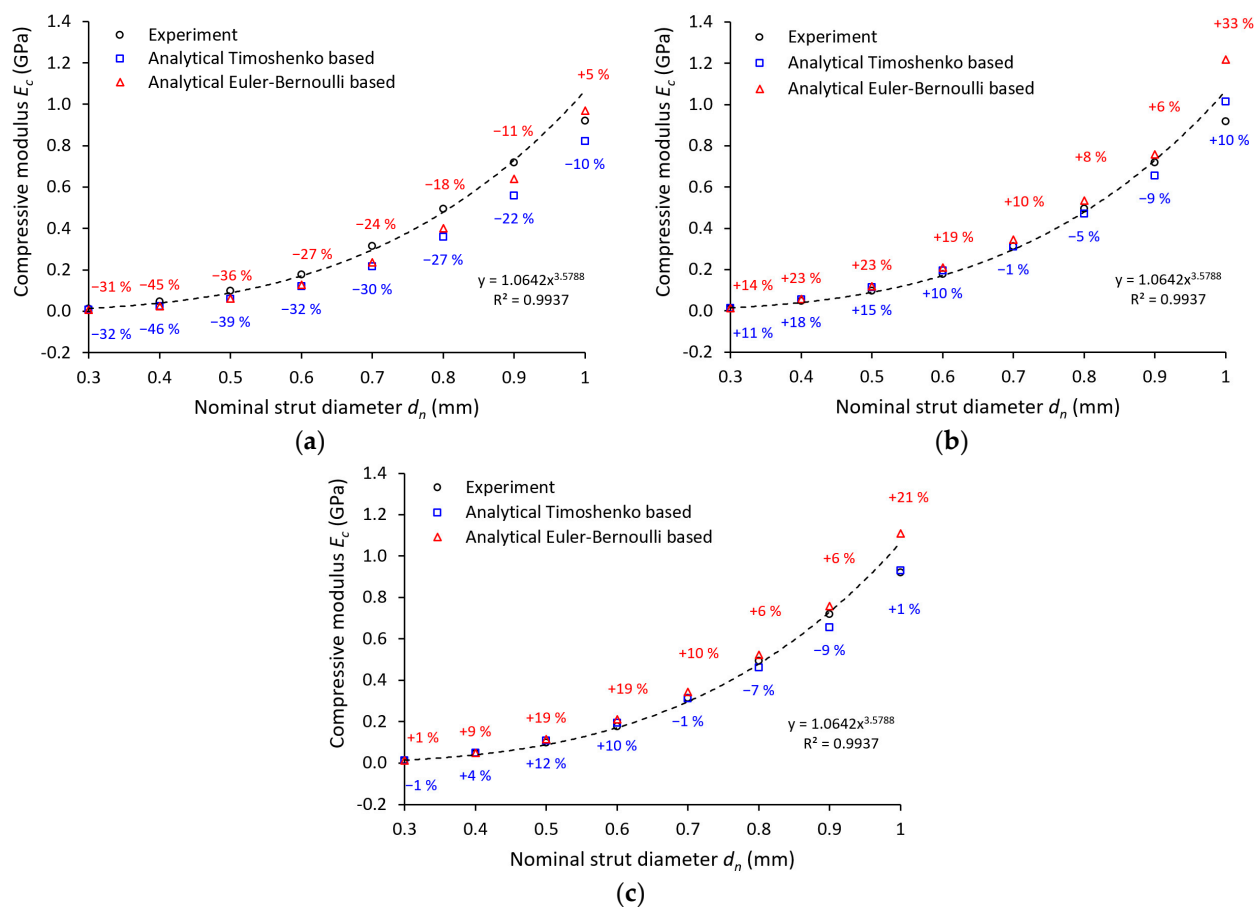 1.4
1.2
1.0
0.8
0.6
0.4
0.2
0.0
-0.2
Compressive modulus Ec (GPa)
Experiment
Analytical Timoshenko based
Analytical Euler-Bernoulli based
−31 %
−45 %
−36 %
−27 %
−24 %
−18 %
−11 %
+5 %
−32 %
−46 %
−39 %
−32 %
−30 %
−27 %
−22 %
−10 %
y = 1.0642x^3.5788
R² = 0.9937
0.3 0.4 0.5 0.6 0.7 0.8 0.9 1
Nominal strut diameter dn (mm)
(a)
1.4
1.2
1.0
0.8
0.6
0.4
0.2
0.0
-0.2
Compressive modulus Ec (GPa)
Experiment
Analytical Timoshenko based
Analytical Euler-Bernoulli based
+14 %
+23 %
+23 %
+19 %
+10 %
+8 %
+6 %
+33 %
+11 %
+18 %
+15 %
+10 %
−1 %
−5 %
−9 %
+10 %
y = 1.0642x^3.5788
R² = 0.9937
0.3 0.4 0.5 0.6 0.7 0.8 0.9 1
Nominal strut diameter dn (mm)
(b)
1.4
1.2
1.0
0.8
0.6
0.4
0.2
0.0
-0.2
Compressive modulus Ec (GPa)
Experiment
Analytical Timoshenko based
Analytical Euler-Bernoulli based
+1 %
+9 %
+19 %
+19 %
+10 %
+6 %
+6 %
+21 %
−1 %
+4 %
+12 %
+10 %
−1 %
−7 %
−9 %
+1 %
y = 1.0642x^3.5788
R² = 0.9937
0.3 0.4 0.5 0.6 0.7 0.8 0.9 1
Nominal strut diameter dn (mm)
(c)